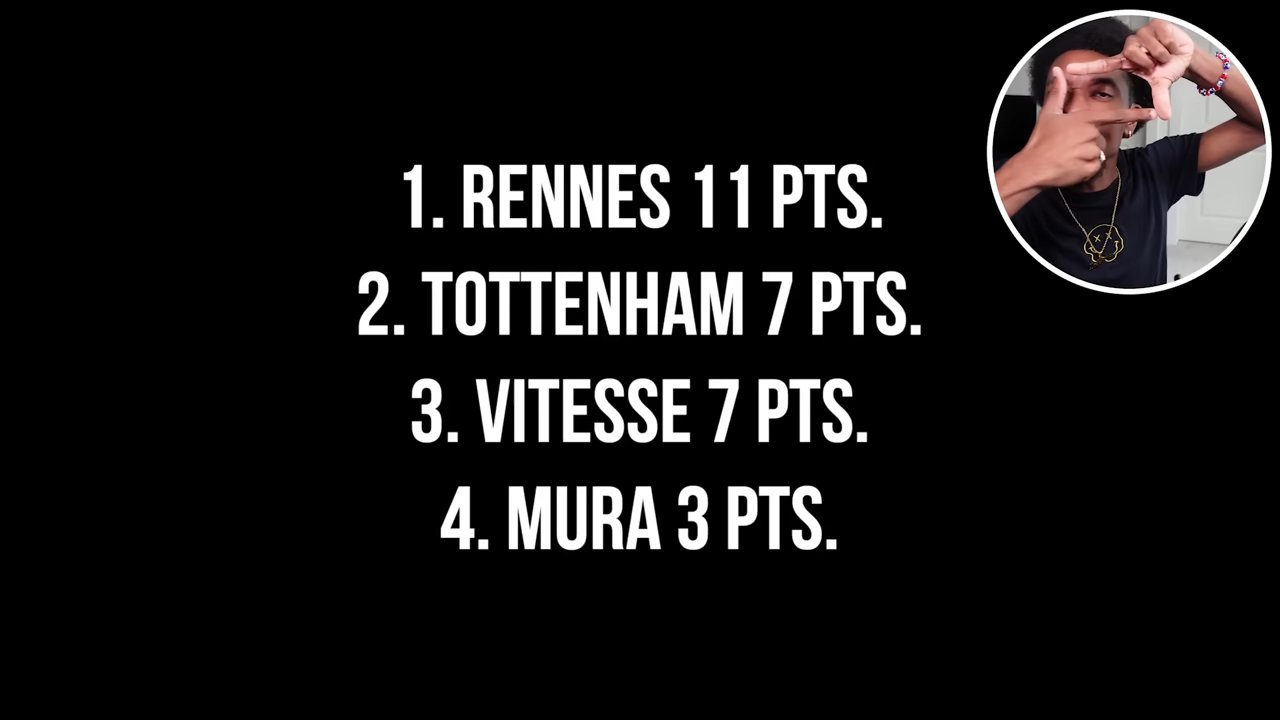 1. RENNES 11 PTS.
2. TOTTENHAM 7 PTS.
3. VITESSE 7 PTS.
4. MURA 3 PTS.